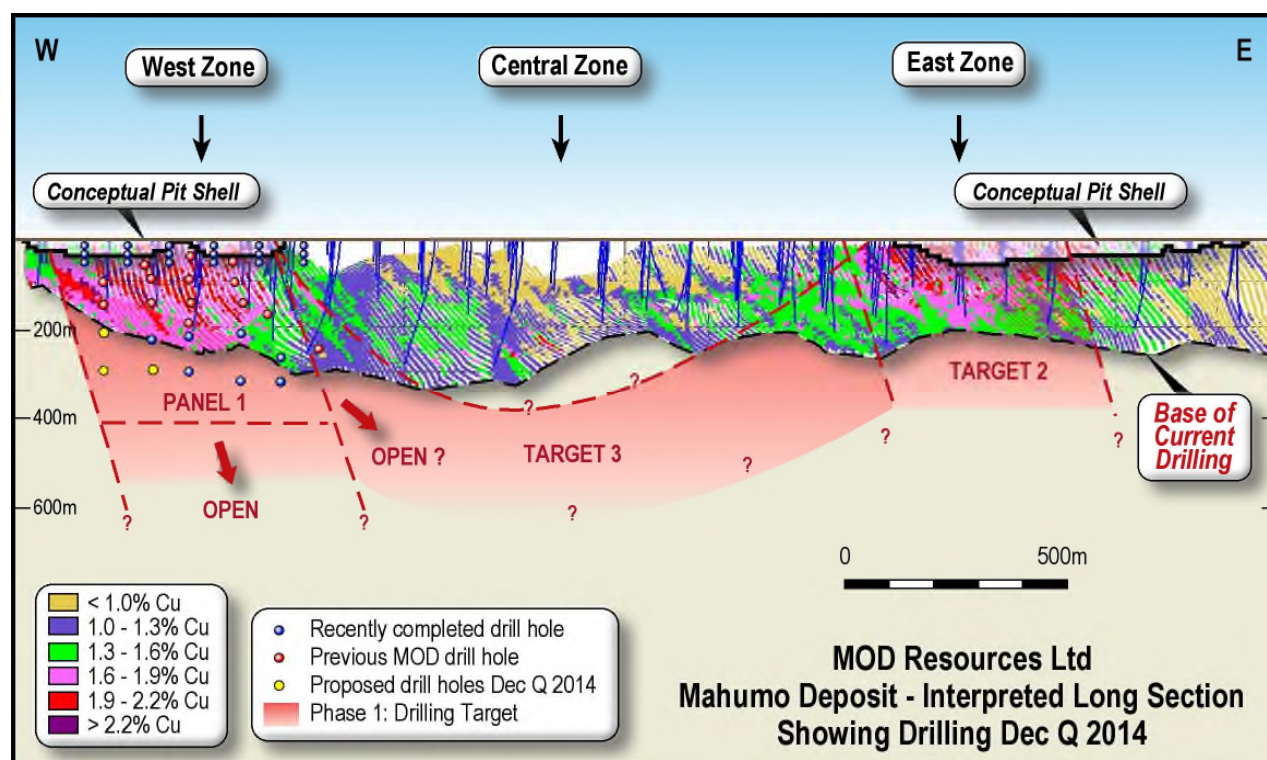 W
E
West Zone
Central Zone
East Zone
Conceptual Pit Shell
Conceptual Pit Shell
200m
400m
600m
PANEL 1
OPEN
OPEN ?
TARGET 3
TARGET 2
?
?
?
?
?
?
?
?
Base of
Current
Drilling
0
500m
< 1.0% Cu
1.0 - 1.3% Cu
1.3 - 1.6% Cu
1.6 - 1.9% Cu
1.9 - 2.2% Cu
> 2.2% Cu
Recently completed drill hole
Previous MOD drill hole
Proposed drill holes Dec Q 2014
Phase 1: Drilling Target
MOD Resources Ltd
Mahumo Deposit - Interpreted Long Section
Showing Drilling Dec Q 2014